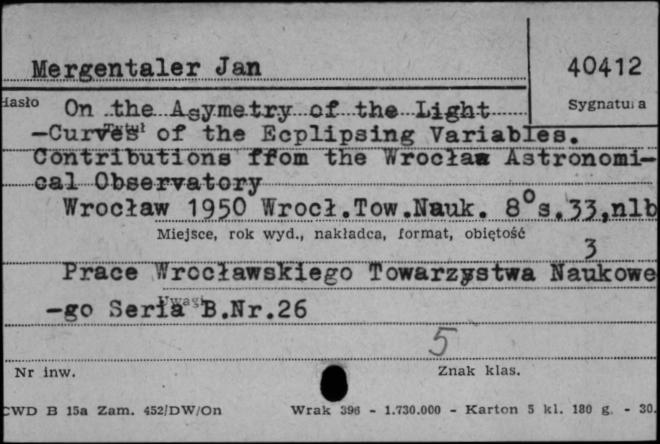 Mergentaler Jan
40412
Hasło
Sygnatura
On the Asymetry of the Light
Tytuł
-Curves of the Ecplipsing Variables.
Contributions ffrom the Wrocław Astronomi-
cal Observatory
Wrocław 1950 Wrocł.Tow.Nauk. 8°s.33,nlb
Miejsce, rok wyd., nakładca, format, objętość
3
Prace Wrocławskiego Towarzystwa Naukowe
Uwagi
-go Seria B.Nr.26
5
Nr inw.
Znak klas.
CWD B 15a Zam. 452/DW/On Wrak 396 - 1.730.000 - Karton 5 kl. 180 g. - 30.